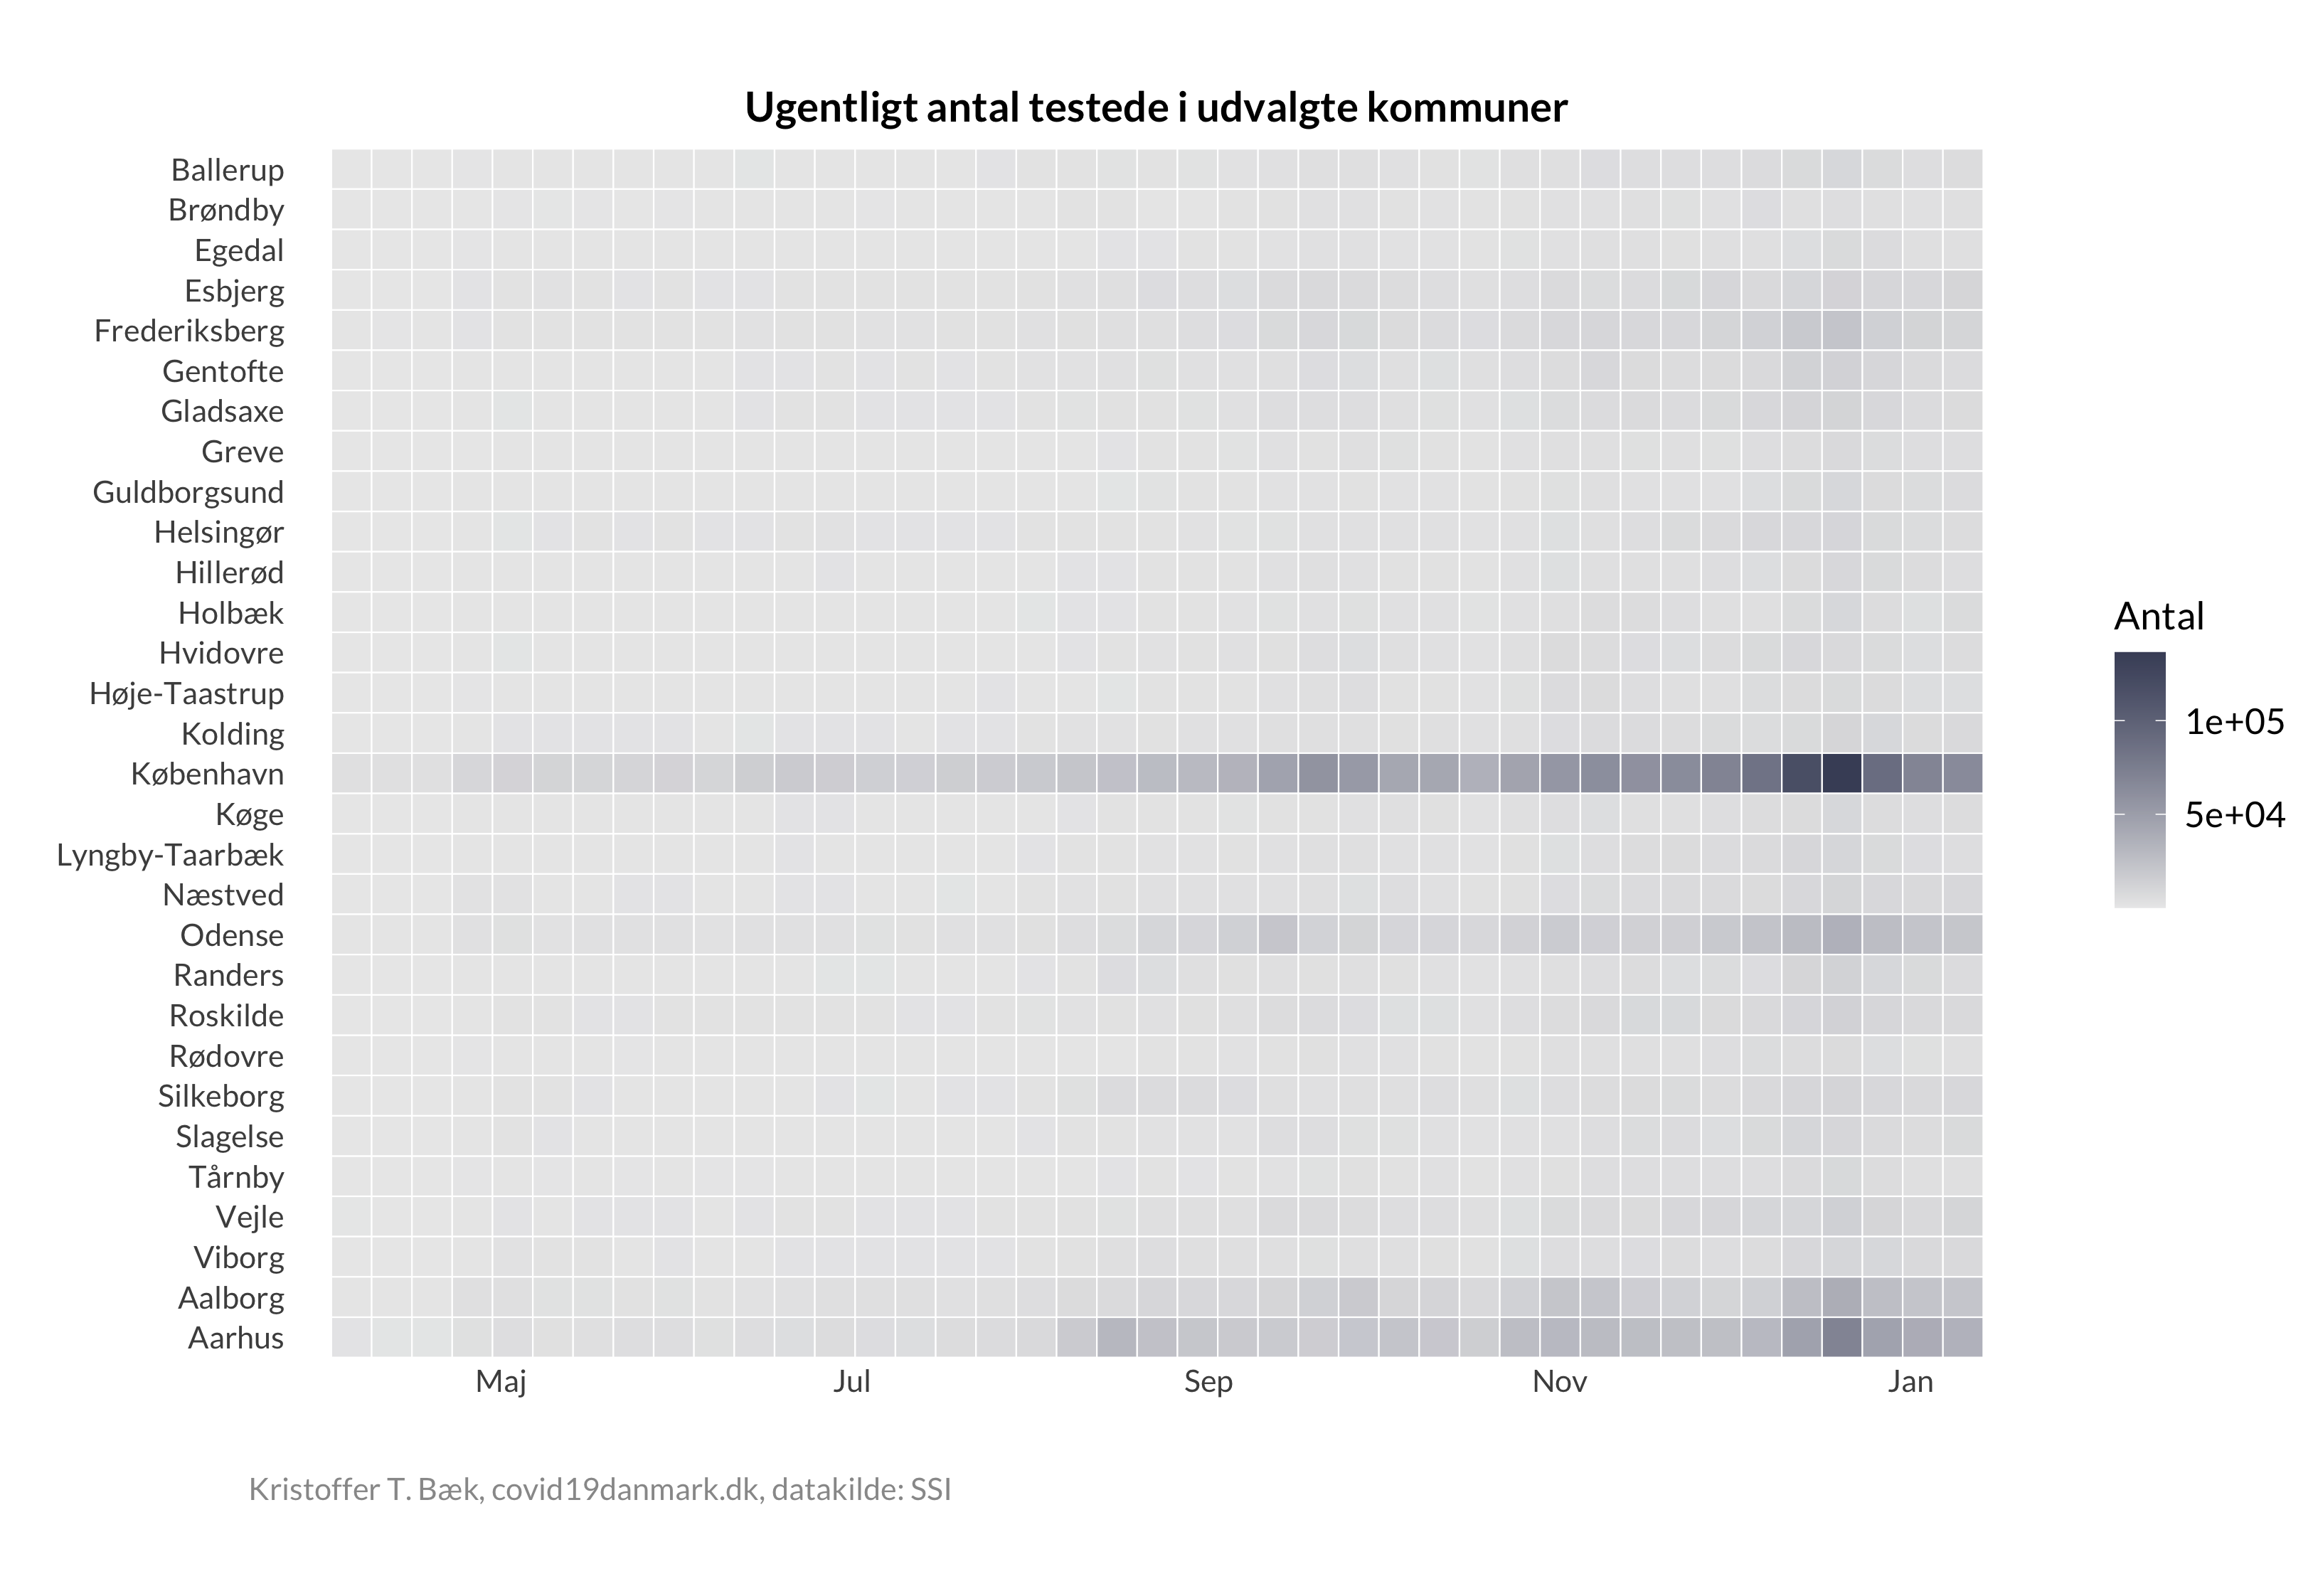 Ugentligt antal testede i udvalgte kommuner
Ballerup
Brøndby
Egedal
Esbjerg
Frederiksberg
Gentofte
Gladsaxe
Greve
Guldborgsund
Helsingør
Hillerød
Holbæk
Hvidovre
Høje-Taastrup
Kolding
København
Køge
Lyngby-Taarbæk
Næstved
Odense
Randers
Roskilde
Rødovre
Silkeborg
Slagelse
Tårnby
Vejle
Viborg
Aalborg
Aarhus
Maj Jul Sep Nov Jan
Antal
1e+05
5e+04
Kristoffer T. Bæk, covid19danmark.dk, datakilde: SSI